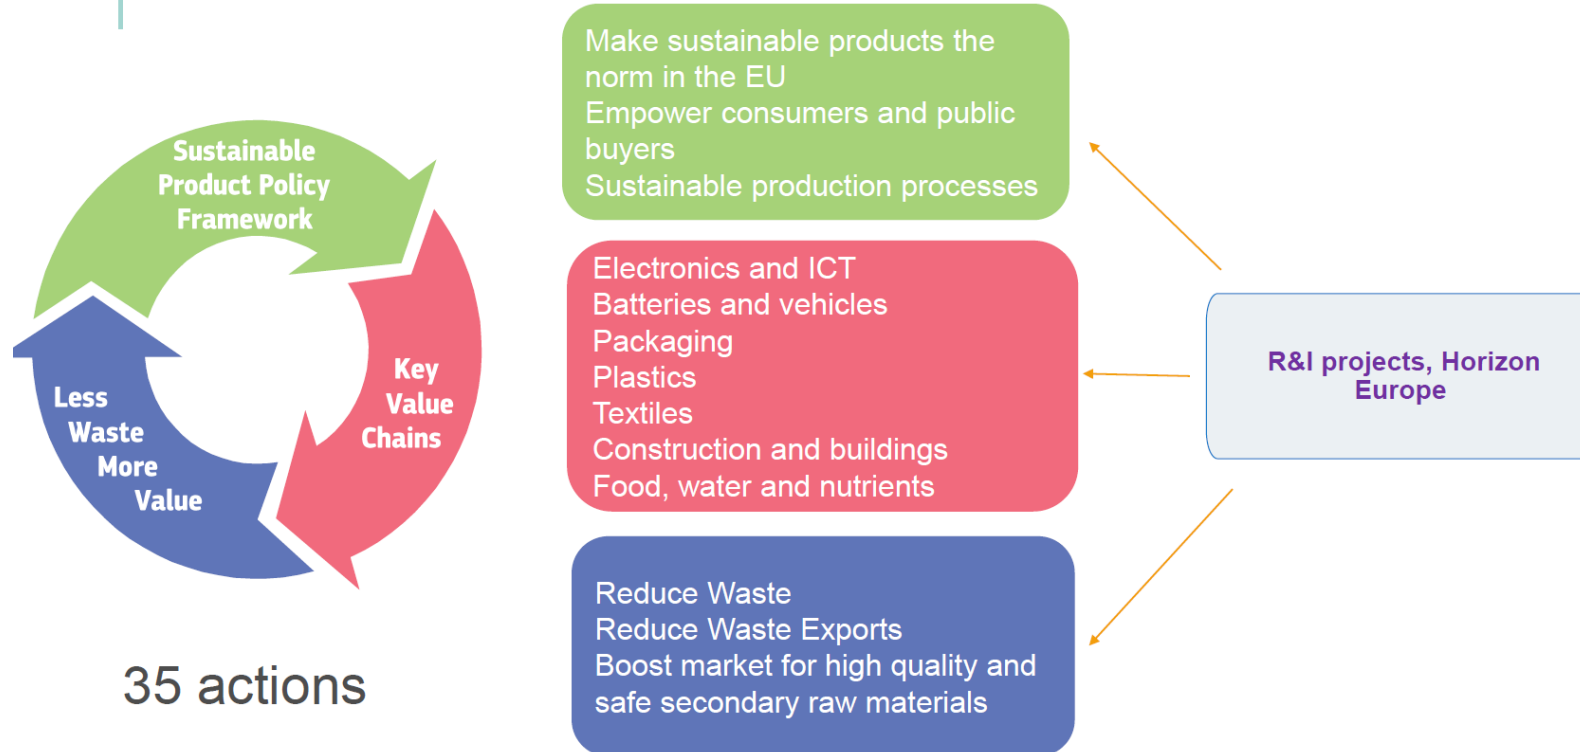 Sustainable
Product Policy
Framework
Key
Value
Chains
Less
Waste
More
Value
35 actions
Make sustainable products the
norm in the EU
Empower consumers and public
buyers
Sustainable production processes
Electronics and ICT
Batteries and vehicles
Packaging
Plastics
Textiles
Construction and buildings
Food, water and nutrients
Reduce Waste
Reduce Waste Exports
Boost market for high quality and
safe secondary raw materials
R&I projects, Horizon
Europe